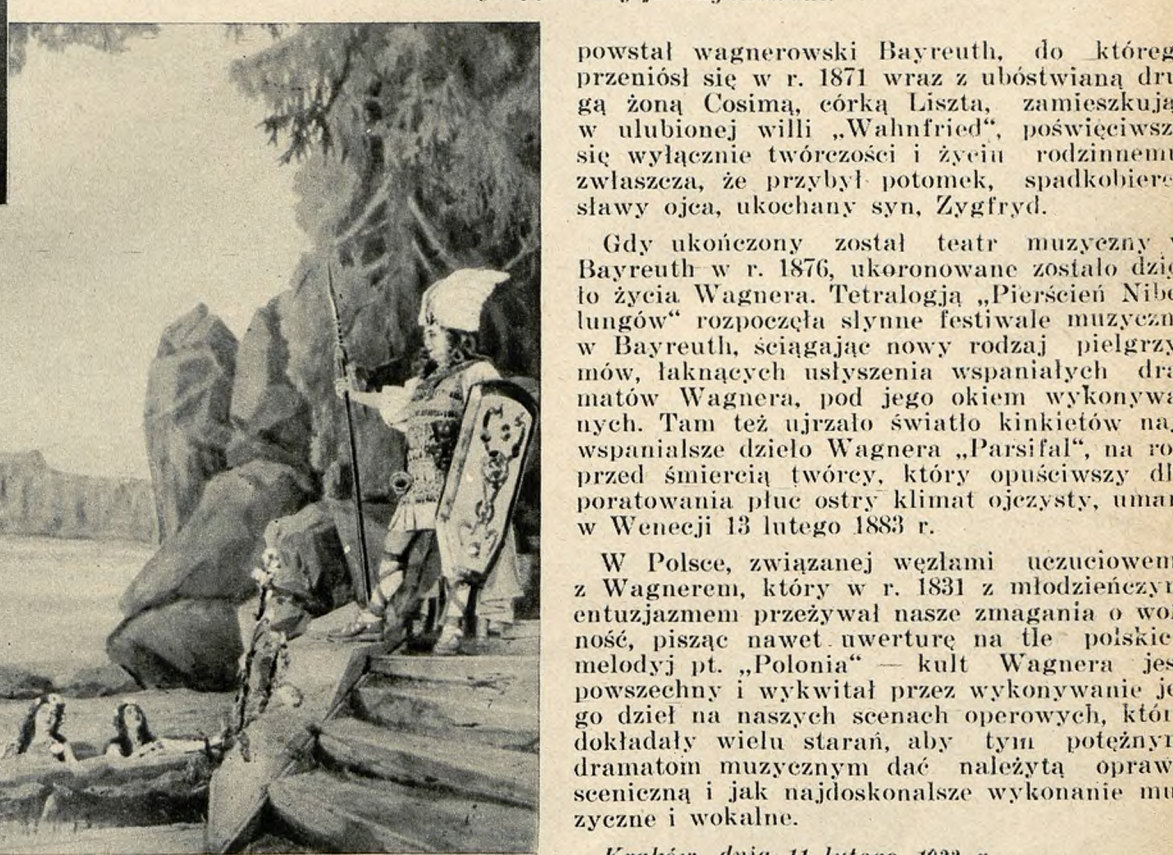 powstał wagnerowski Bayreuth, do któreg
przeniósł się w r. 1871 wraz z ubóstwianą dru
gą żoną Cosimą, córką Liszta, zamieszkują
w ulubionej willi „Wahnfried“, poświęciwsz
się wyłącznie twórczości i życiu rodzinnemu
zwłaszcza, że przybył potomek, spadkobierc
sławy ojca, ukochany syn, Zygfryd.
Gdy ukończony został teatr muzyczny
Bayreuth w r. 1876, ukoronowane zostało dzie
ło życia Wagnera. Tetralogją „Pierścień Nibe
lungów“ rozpoczęła słynne festiwale muzyczn
w Bayreuth, ściągając nowy rodzaj pielgrzy
mów, łaknących usłyszenia wspaniałych dra
matów Wagnera, pod jego okiem wykonywa
nych. Tam też ujrzało światło kinkietów naj
wspanialsze dzieło Wagnera „Parsifal“, na ro
przed śmiercią twórcy, który opuściwszy dl
poratowania płuc ostry klimat ojczysty, umar
w Wenecji 13 lutego 1883 r.
W Polsce, związanej węzłami uczuciowem
z Wagnerem, który w r. 1831 z młodzieńczym
entuzjazmem przeżywał nasze zmagania o wol
ność, pisząc nawet uwerturę na tle polskic
melodyj pt. „Polonia“ — kult Wagnera jes
powszechny i wykwitał przez wykonywanie je
go dzieł na naszych scenach operowych, któr
dokładały wielu starań, aby tym potężnym
dramatom muzycznym dać należytą opraw
sceniczną i jak najdoskonalsze wykonanie mu
zyczne i wokalne.
Kraków, dnia 11 lutego 1933 r.